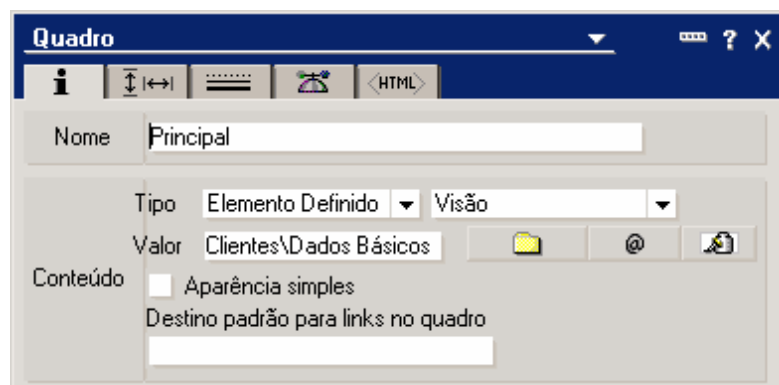 Quadro
? X
i <HTML>
Nome Principal
Tipo Elemento Definido Visão
Valor Clientes\Dados Básicos @
Conteúdo
Aparência simples
Destino padrão para links no quadro